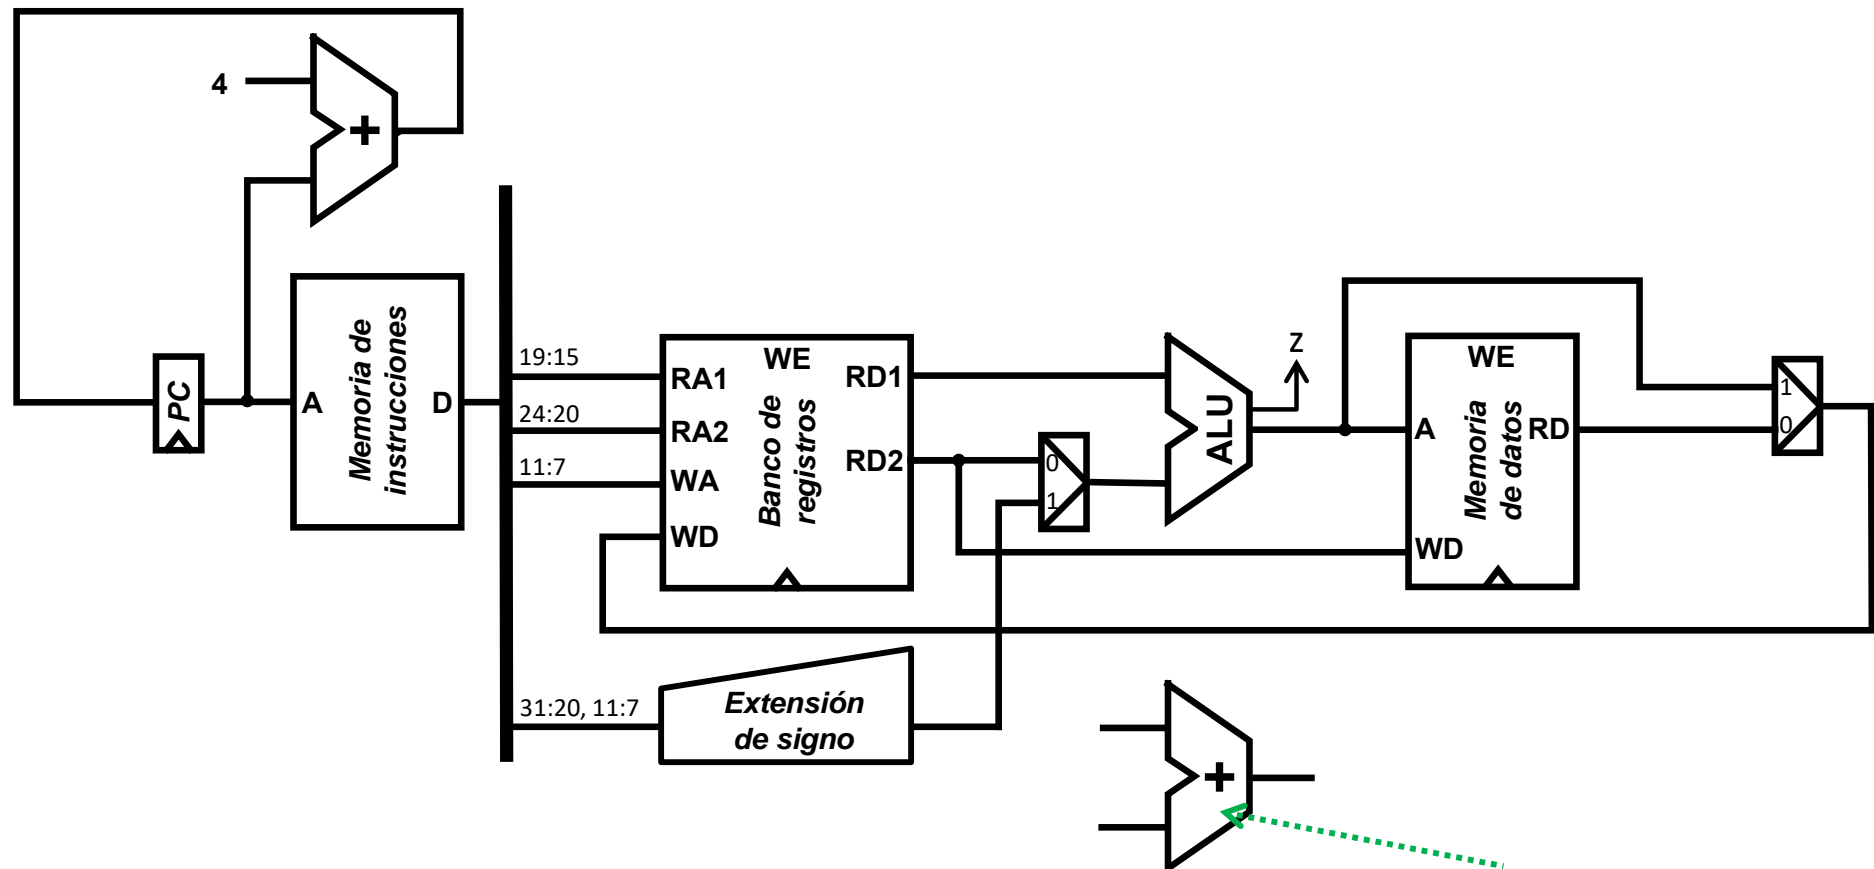 4
+
PC
A
Memoria de
instrucciones
D
19:15
24:20
11:7
31:20, 11:7
RA1
RA2
WA
WD
WE
Banco de
registros
RD1
RD2
Extensión
de signo
0
1
ALU
Z
+
A
WD
WE
Memoria
de datos
RD
1
0